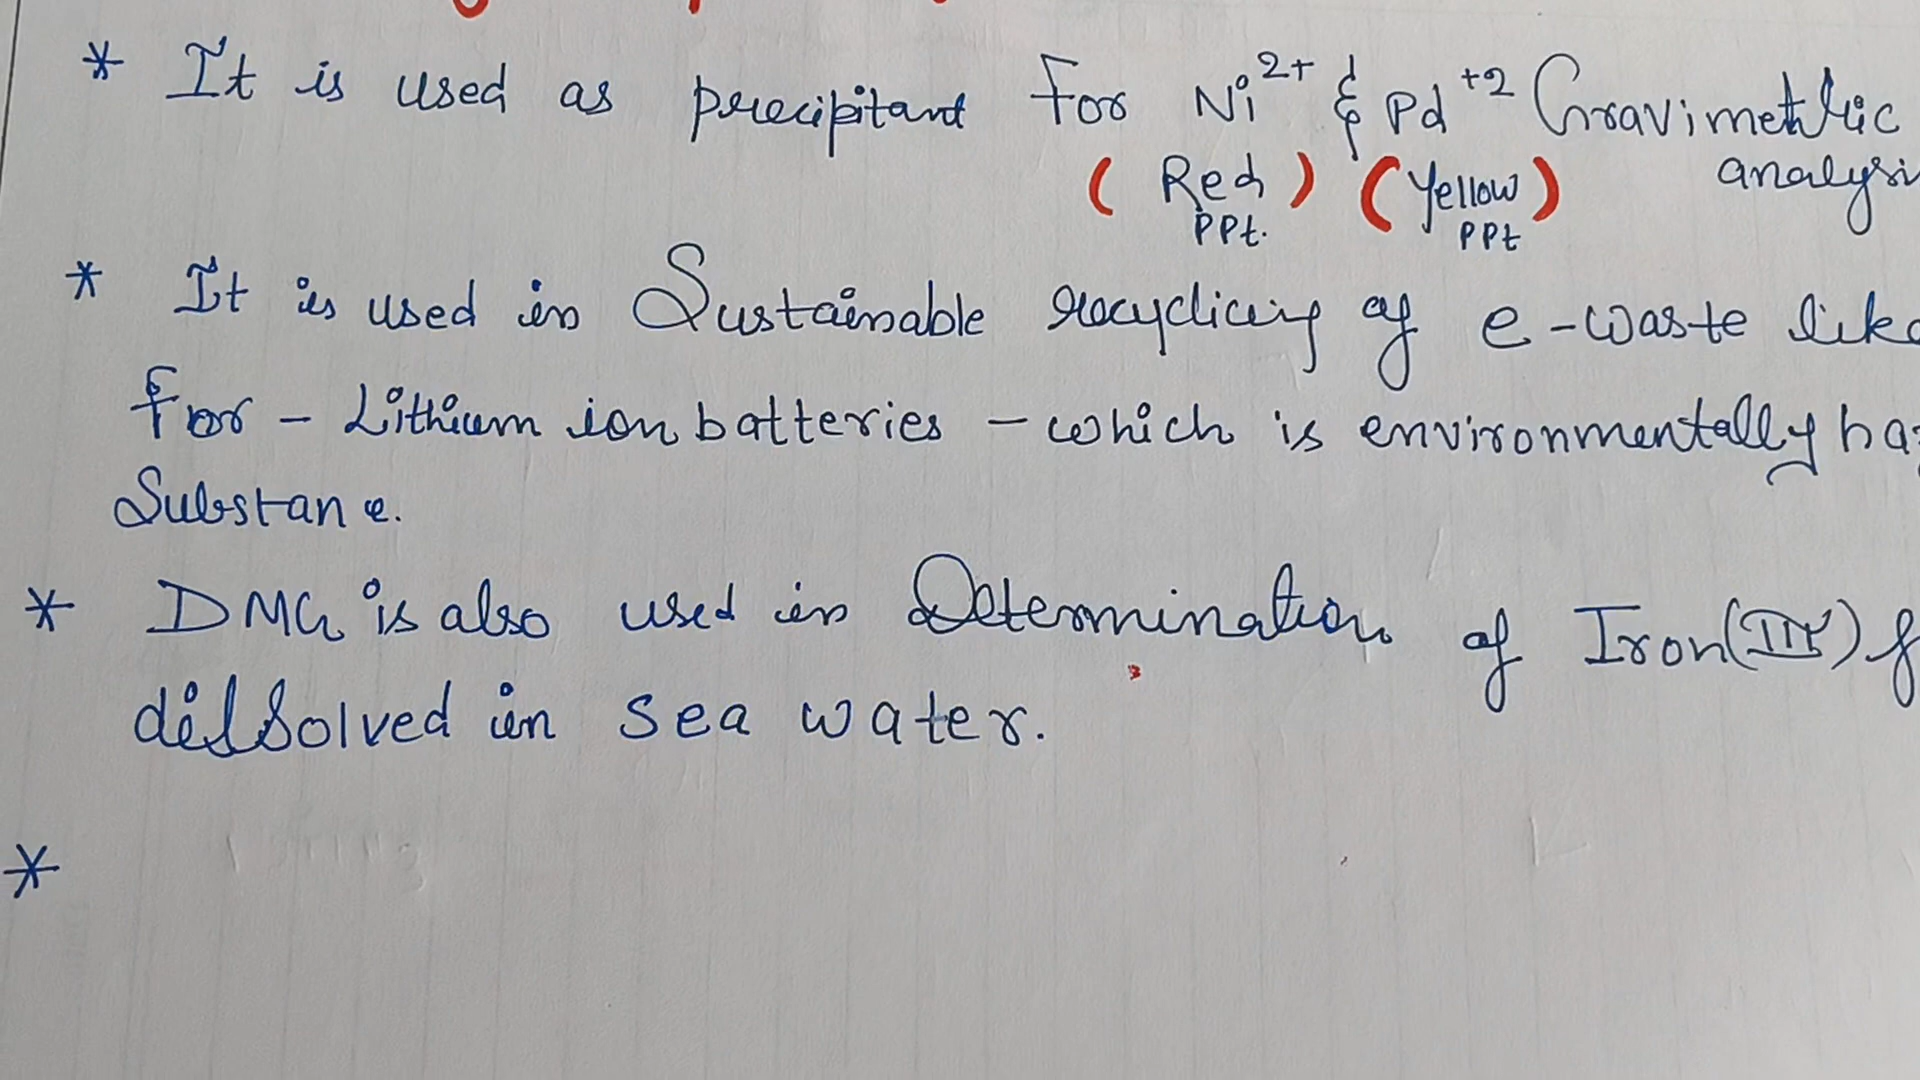 * It is used as precipitant For Ni²⁺ & Pd⁺² Gravimetric
(Red) (Yellow) analysi
PPt. PPt
* It is used in Sustainable recyclicing of e-waste like
For - Lithium ion batteries - which is environmentally haz
Substance.
* DMG is also used in Determination of Iron(III) f
dissolved in sea water.
*